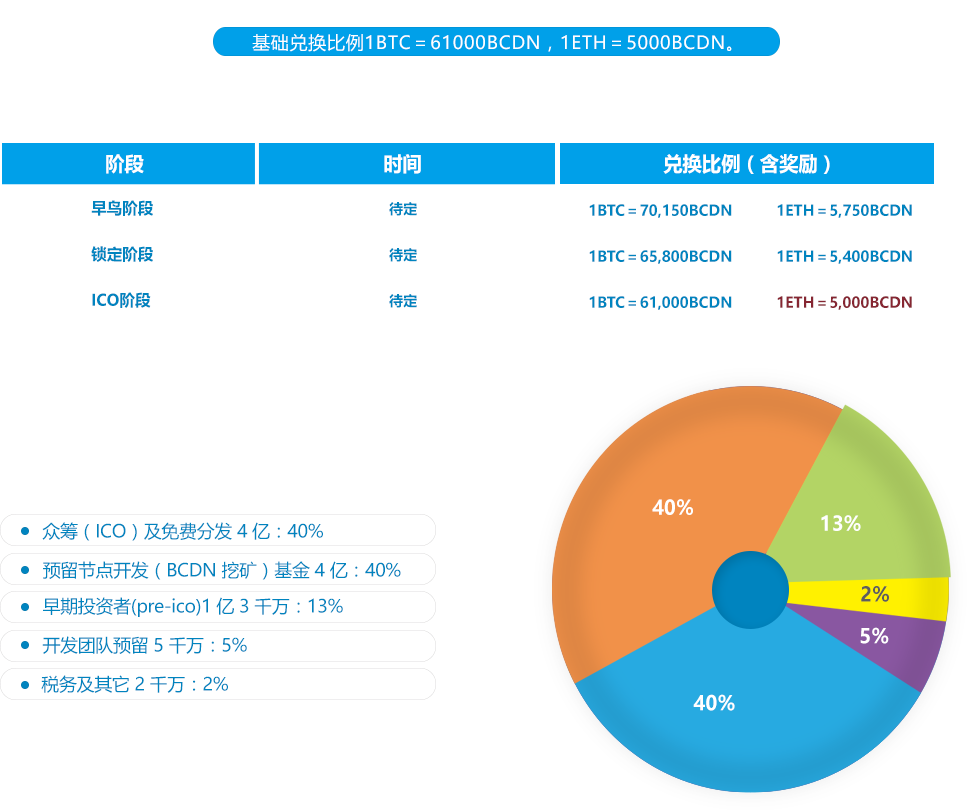 基础兑换比例1BTC = 61000BCDN，1ETH = 5000BCDN。
阶段 时间 兑换比例（含奖励）
早鸟阶段 待定 1BTC = 70,150BCDN 1ETH = 5,750BCDN
锁定阶段 待定 1BTC = 65,800BCDN 1ETH = 5,400BCDN
ICO阶段 待定 1BTC = 61,000BCDN 1ETH = 5,000BCDN
众筹（ICO）及免费分发 4 亿：40%
预留节点开发（BCDN 挖矿）基金 4 亿：40%
早期投资者(pre-ico)1 亿 3 千万：13%
开发团队预留 5 千万：5%
税务及其它 2 千万：2%
40%
13%
2%
5%
40%